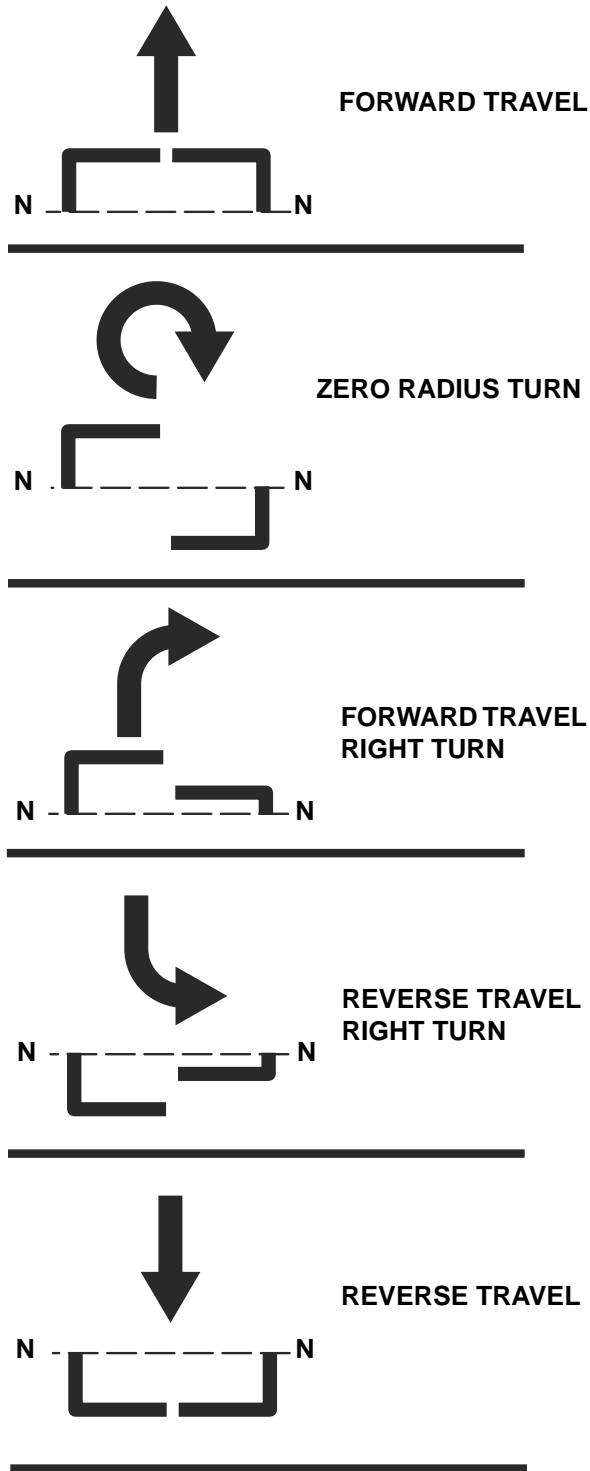 FORWARD TRAVEL
N N
ZERO RADIUS TURN
N N
FORWARD TRAVEL
RIGHT TURN
N N
REVERSE TRAVEL
RIGHT TURN
N N
REVERSE TRAVEL
N N